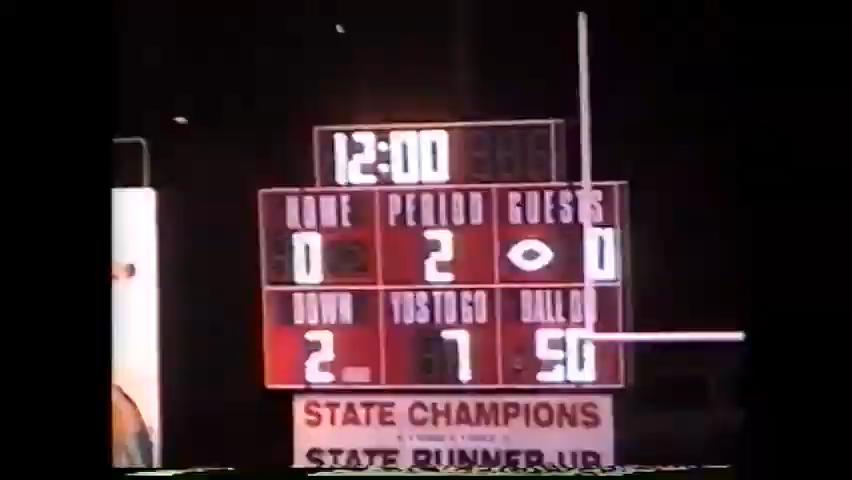 12:00
HOME PERIOD GUESTS
0 2 0
DOWN YDS TO GO BALL ON
2 7 50
STATE CHAMPIONS
STATE RUNNER-UP